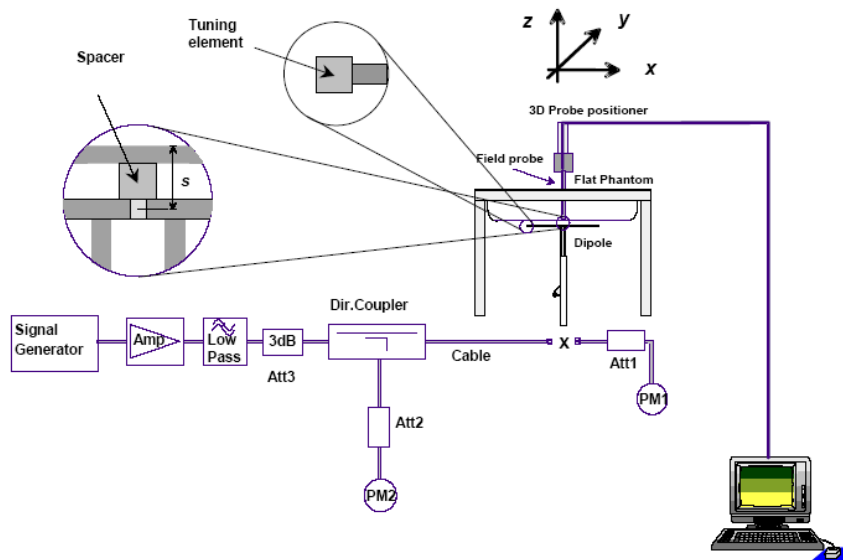 Tuning
element
Spacer
s
z
y
x
3D Probe positioner
Field probe
Flat Phantom
Dipole
Dir.Coupler
Signal
Generator
Amp
Low
Pass
3dB
Att3
Cable
X
Att1
PM1
Att2
PM2